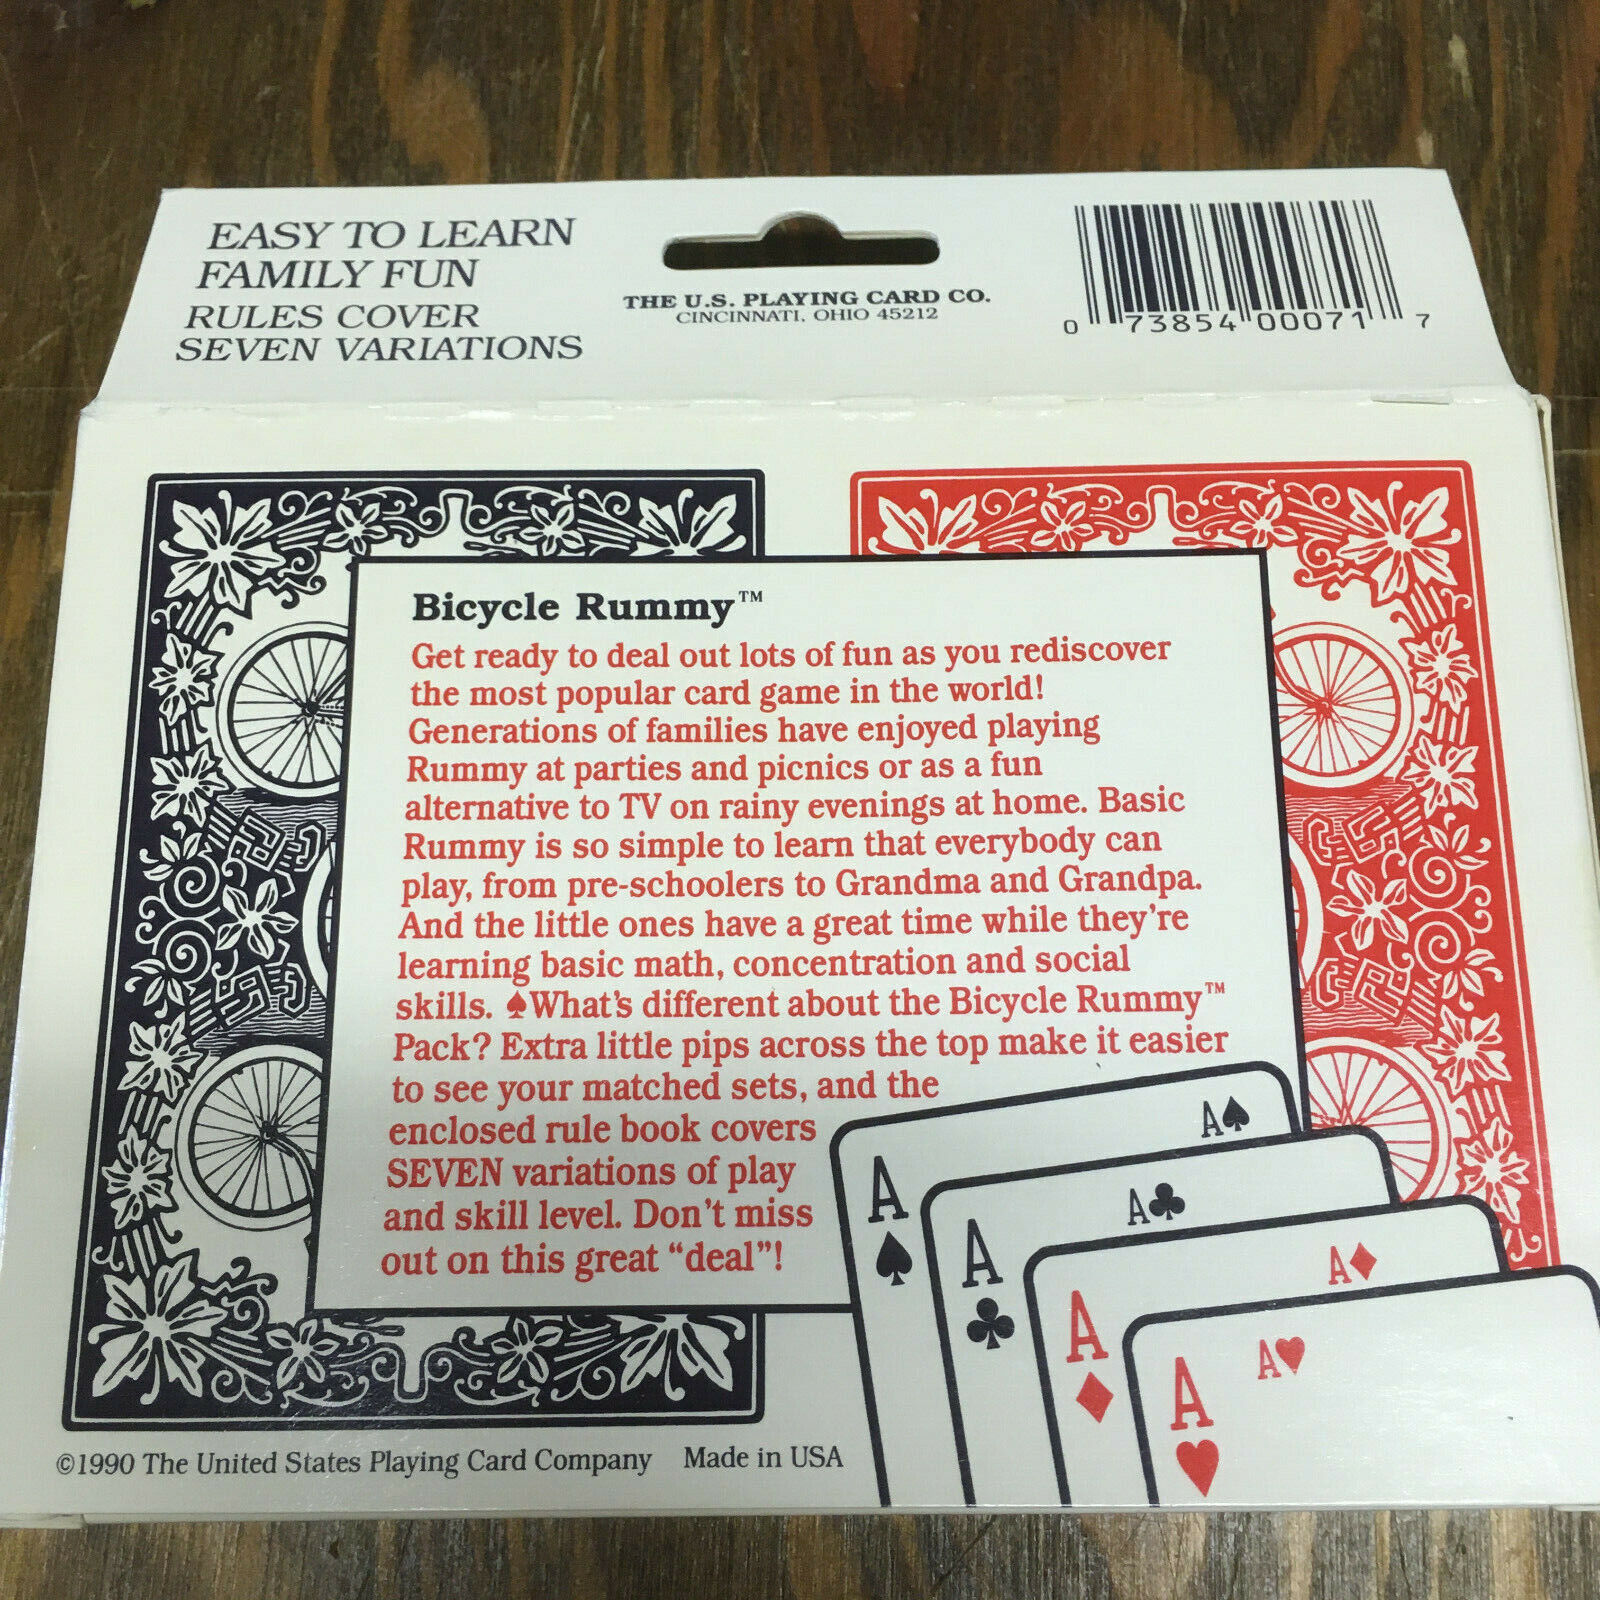 EASY TO LEARN
FAMILY FUN
RULES COVER
SEVEN VARIATIONS
THE U.S. PLAYING CARD CO.
CINCINNATI, OHIO 45212
0 73854 00071 7
Bicycle Rummy™
Get ready to deal out lots of fun as you rediscover
the most popular card game in the world!
Generations of families have enjoyed playing
Rummy at parties and picnics or as a fun
alternative to TV on rainy evenings at home. Basic
Rummy is so simple to learn that everybody can
play, from pre-schoolers to Grandma and Grandpa.
And the little ones have a great time while they're
learning basic math, concentration and social
skills. ♠What's different about the Bicycle Rummy™
Pack? Extra little pips across the top make it easier
to see your matched sets, and the
enclosed rule book covers
SEVEN variations of play
and skill level. Don't miss
out on this great “deal”!
A♠
A
♠
A♣
A
♣
A♦
A
♦
A♥
A
♥
©1990 The United States Playing Card Company Made in USA